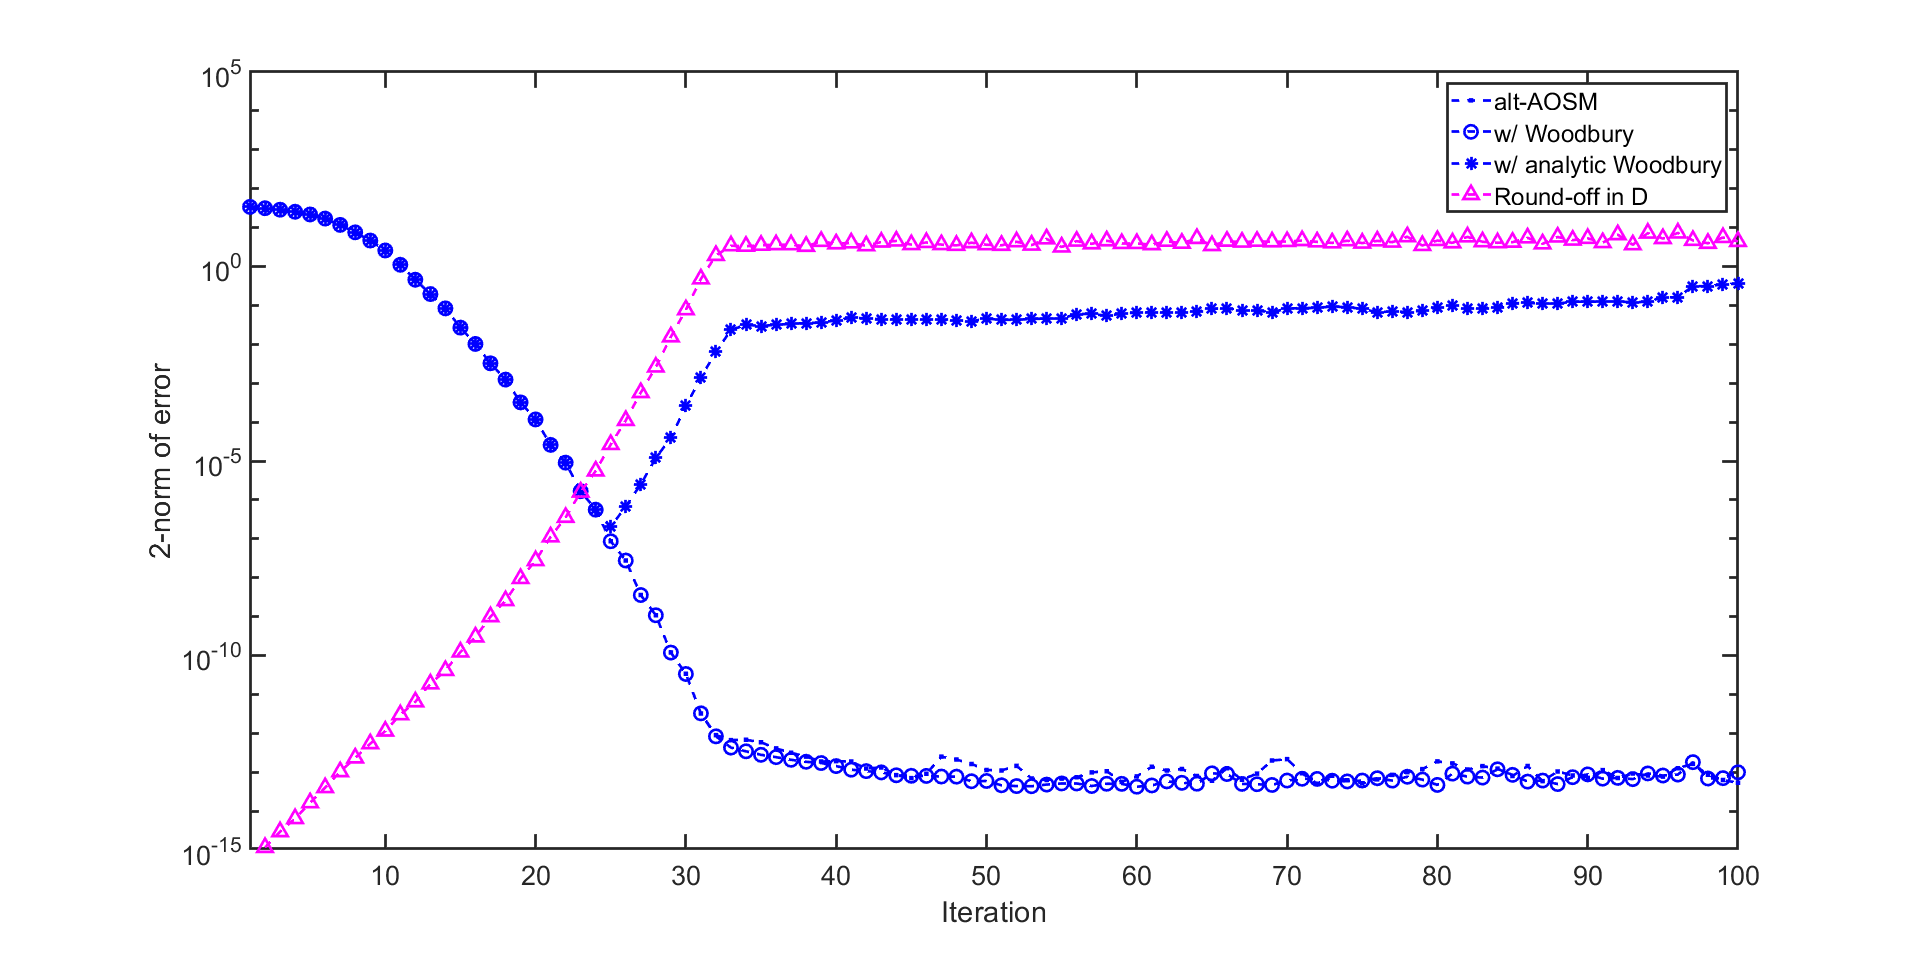 10^5
10^0
10^-5
10^-10
10^-15
2-norm of error
alt-AOSM
w/ Woodbury
w/ analytic Woodbury
Round-off in D
10 20 30 40 50 60 70 80 90 100
Iteration